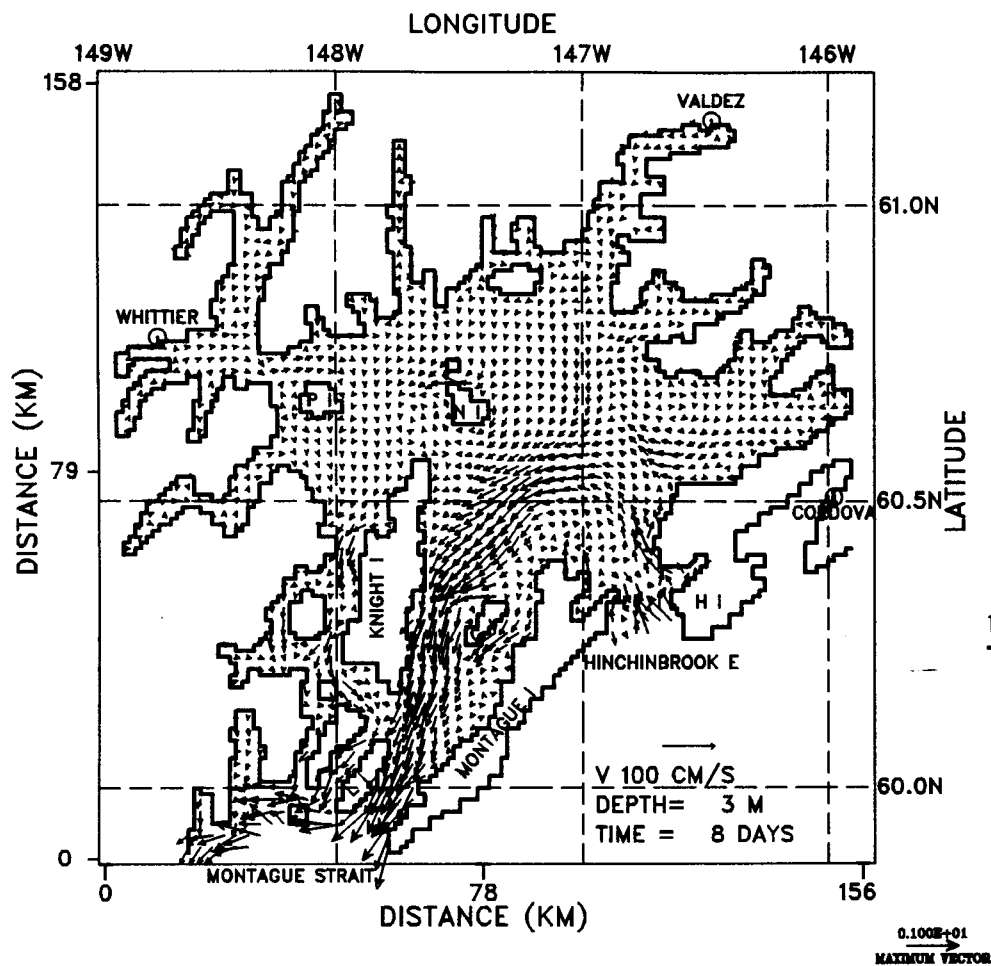 LONGITUDE
149W 148W 147W 146W
158
VALDEZ
61.0N
WHITTIER
P I
N I
DISTANCE (KM)
LATITUDE
79
60.5N
CORDOVA
KNIGHT I
H I
HINCHINBROOK E
MONTAGUE I
V 100 CM/S
DEPTH= 3 M
TIME = 8 DAYS
60.0N
0
MONTAGUE STRAIT
0 78 156
DISTANCE (KM)
0.100E+01
MAXIMUM VECTOR